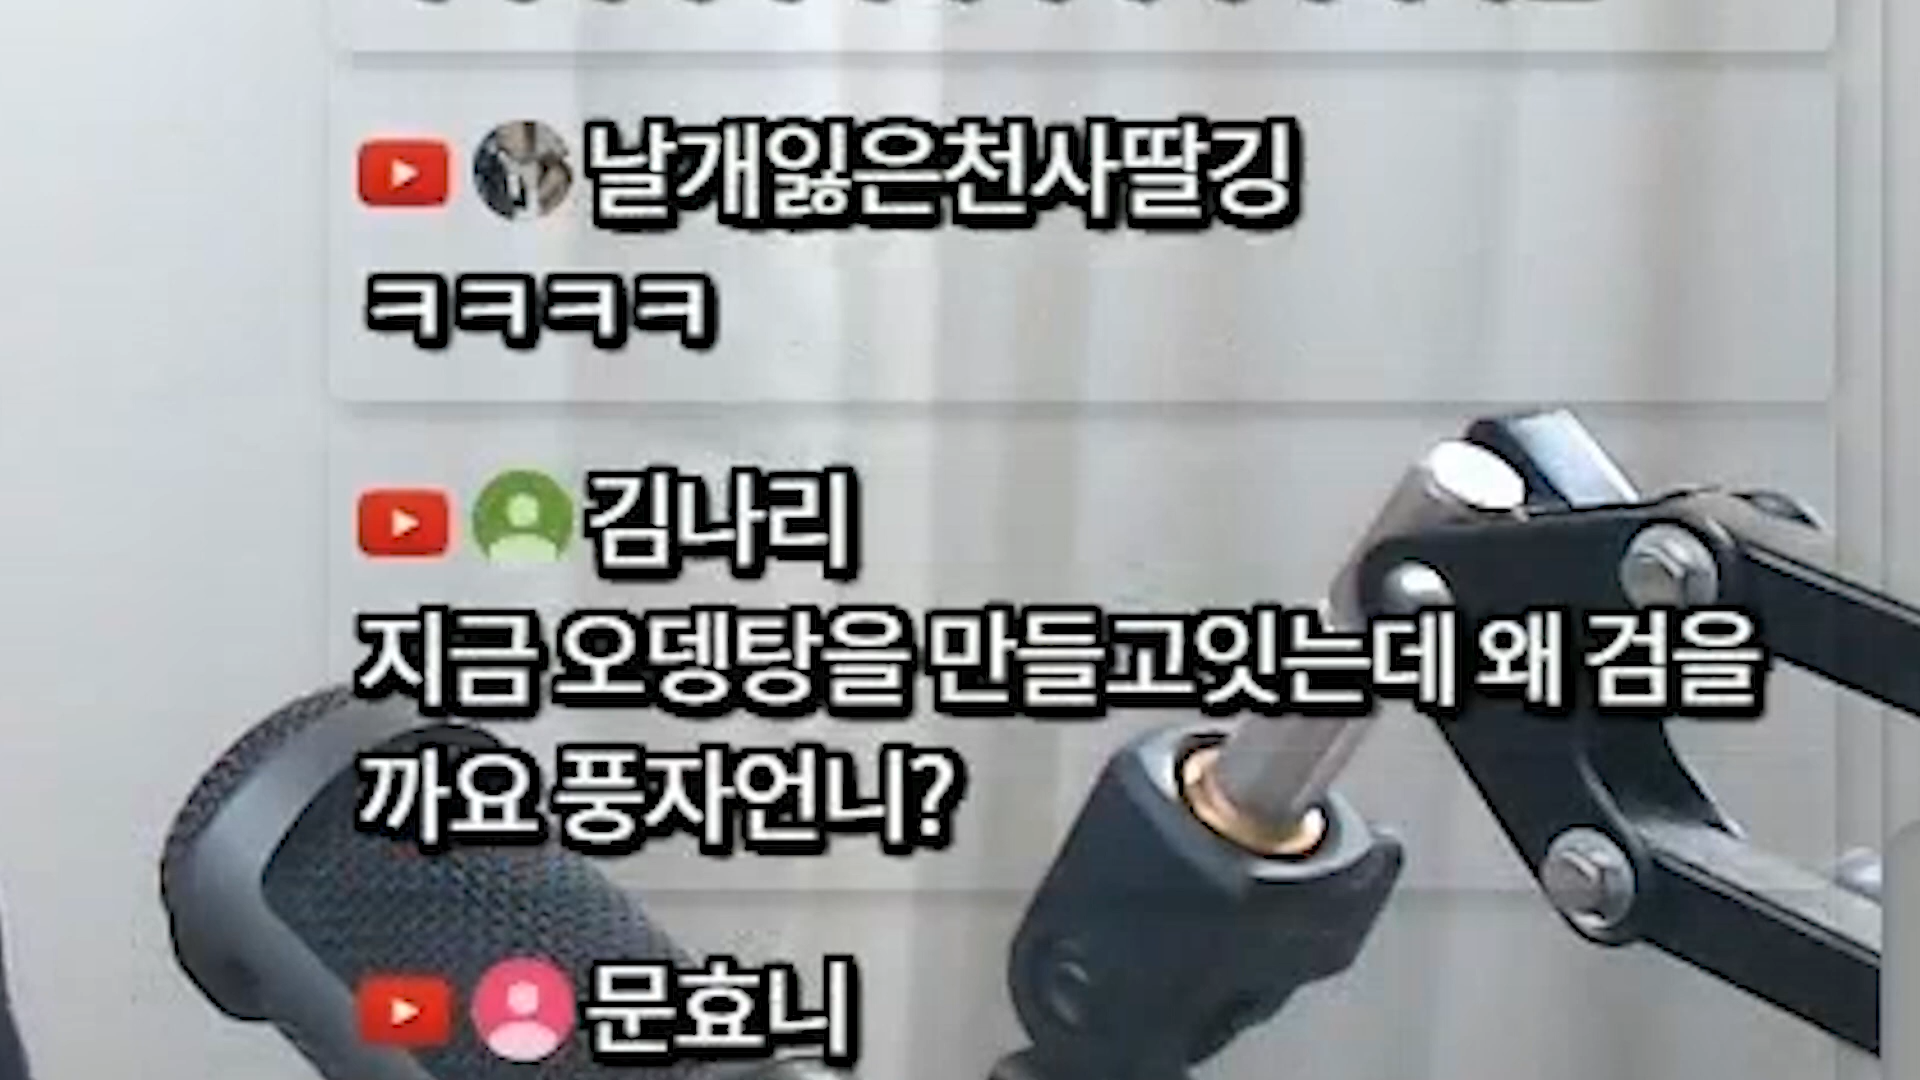 날개잃은천사딸깅
ㅋㅋㅋㅋ
김나리
지금 오뎅탕을 만들고잇는데 왜 검을
까요 풍자언니?
문효니